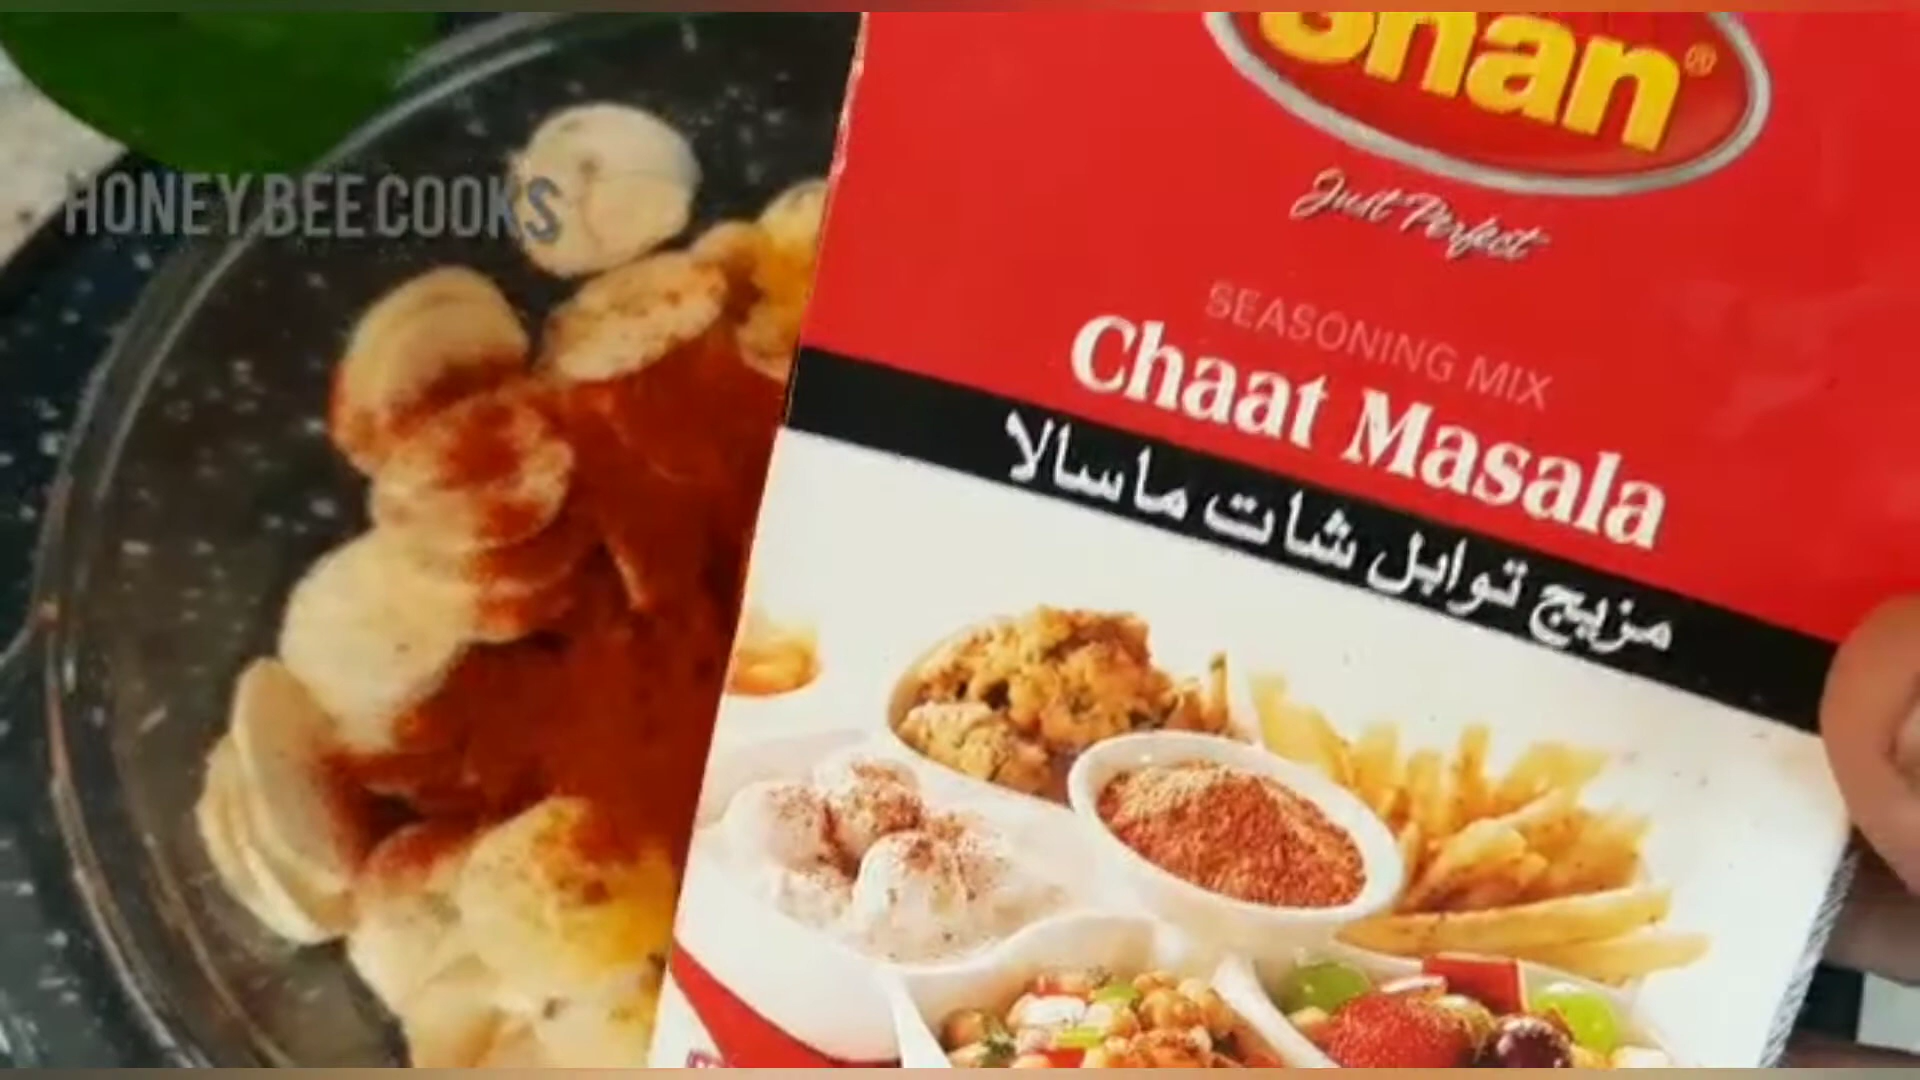 HONEY BEE COOKS
Shan®
Just Perfect
SEASONING MIX
Chaat Masala
مزيج توابل شات ماسالا